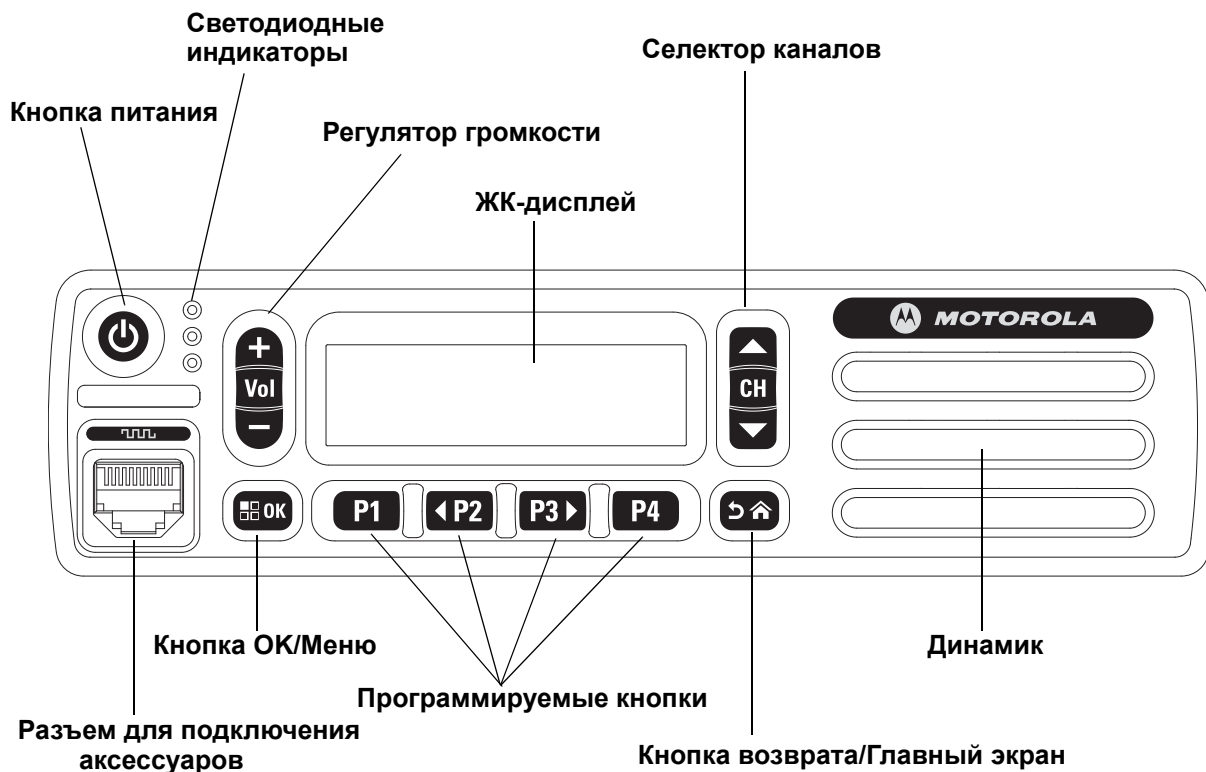 Светодиодные
индикаторы
Селектор каналов
Кнопка питания
Регулятор громкости
ЖК-дисплей
MOTOROLA
+
Vol
−
CH
OK
P1
P2
P3
P4
Кнопка OK/Меню
Динамик
Программируемые кнопки
Разъем для подключения
аксессуаров
Кнопка возврата/Главный экран